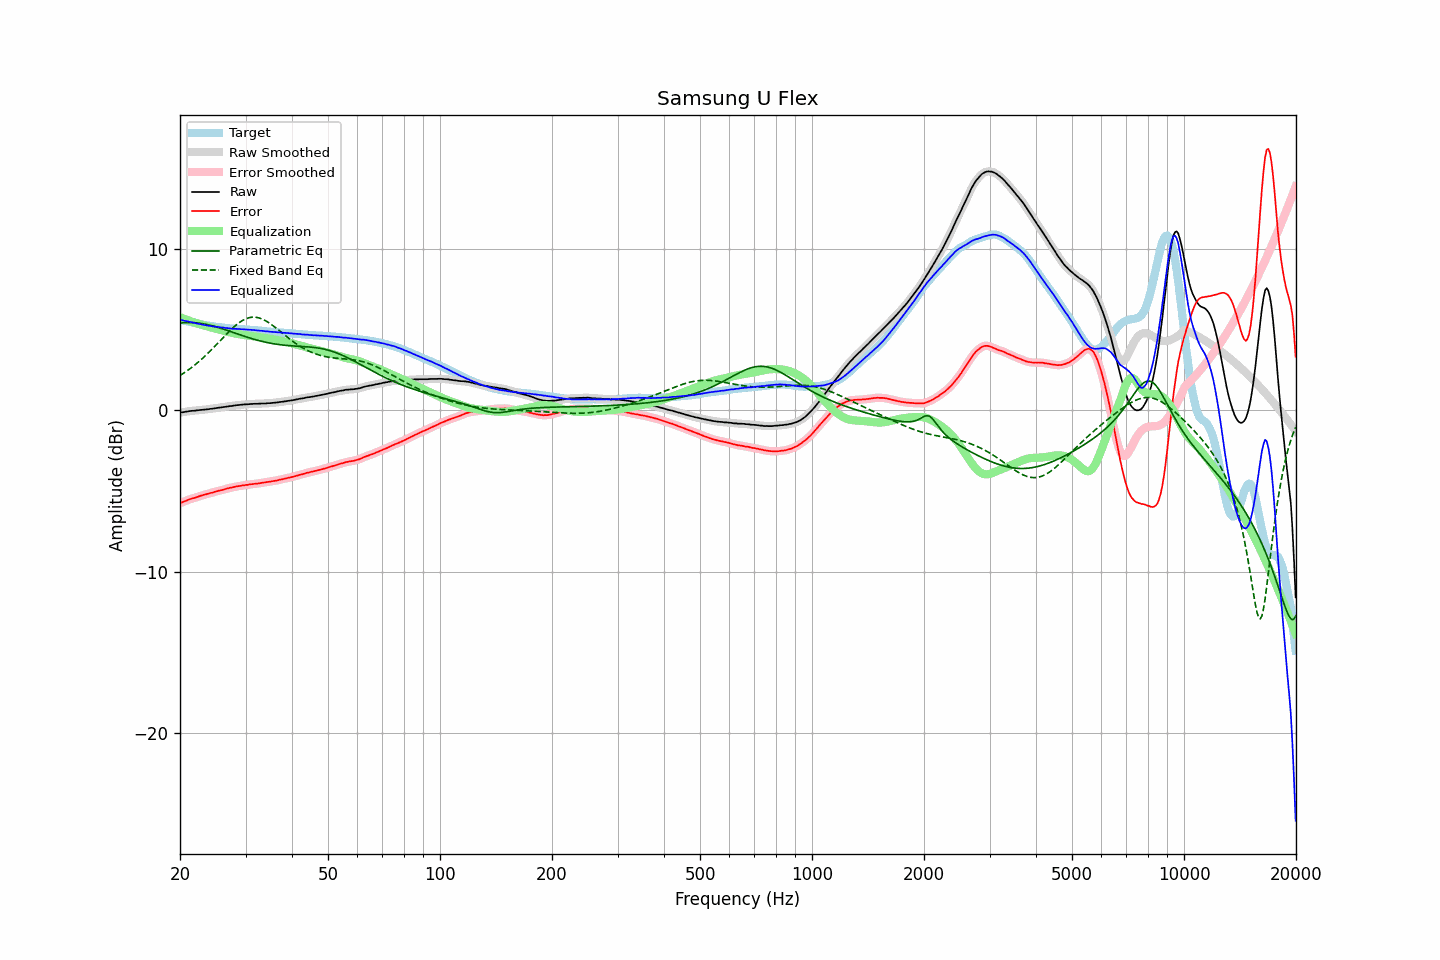 Samsung U Flex
Target
Raw Smoothed
Error Smoothed
Raw
Error
Equalization
Parametric Eq
Fixed Band Eq
Equalized
10
0
−10
−20
Amplitude (dBr)
20 50 100 200 500 1000 2000 5000 10000 20000
Frequency (Hz)